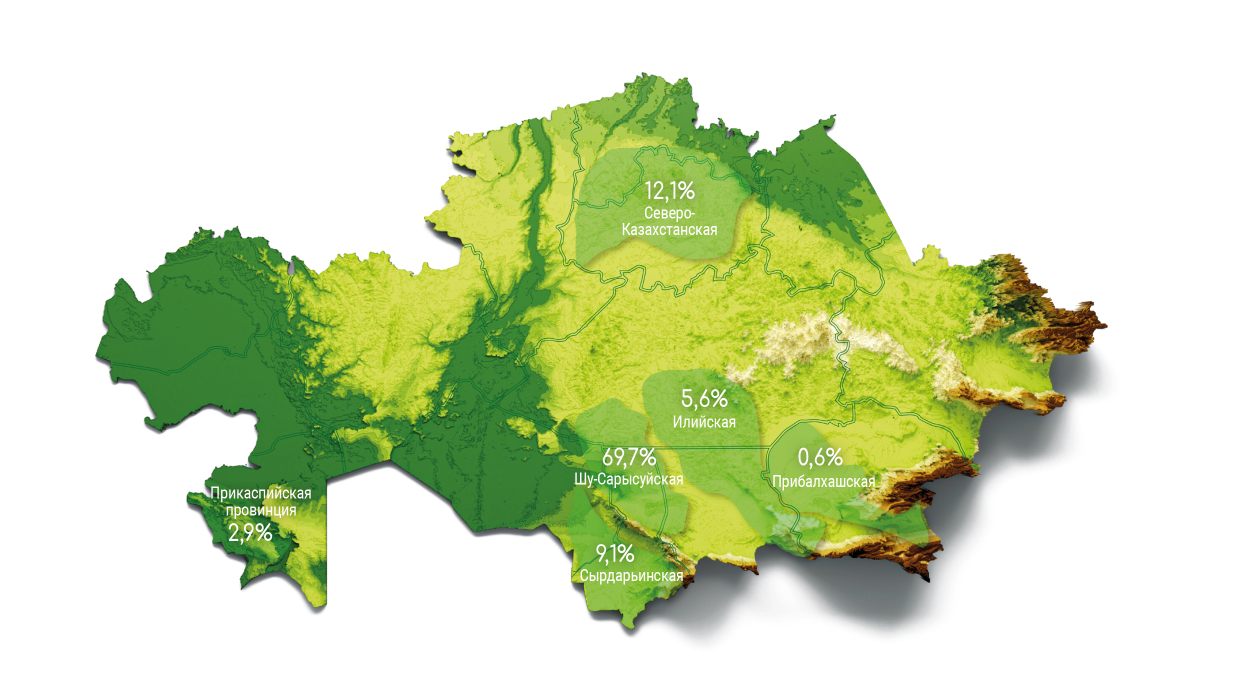 12,1%
Северо-
Казахстанская
5,6%
Илийская
69,7%
Шу-Сарысуйская
0,6%
Прибалхашская
Прикаспийская
провинция
2,9%
9,1%
Сырдарьинская